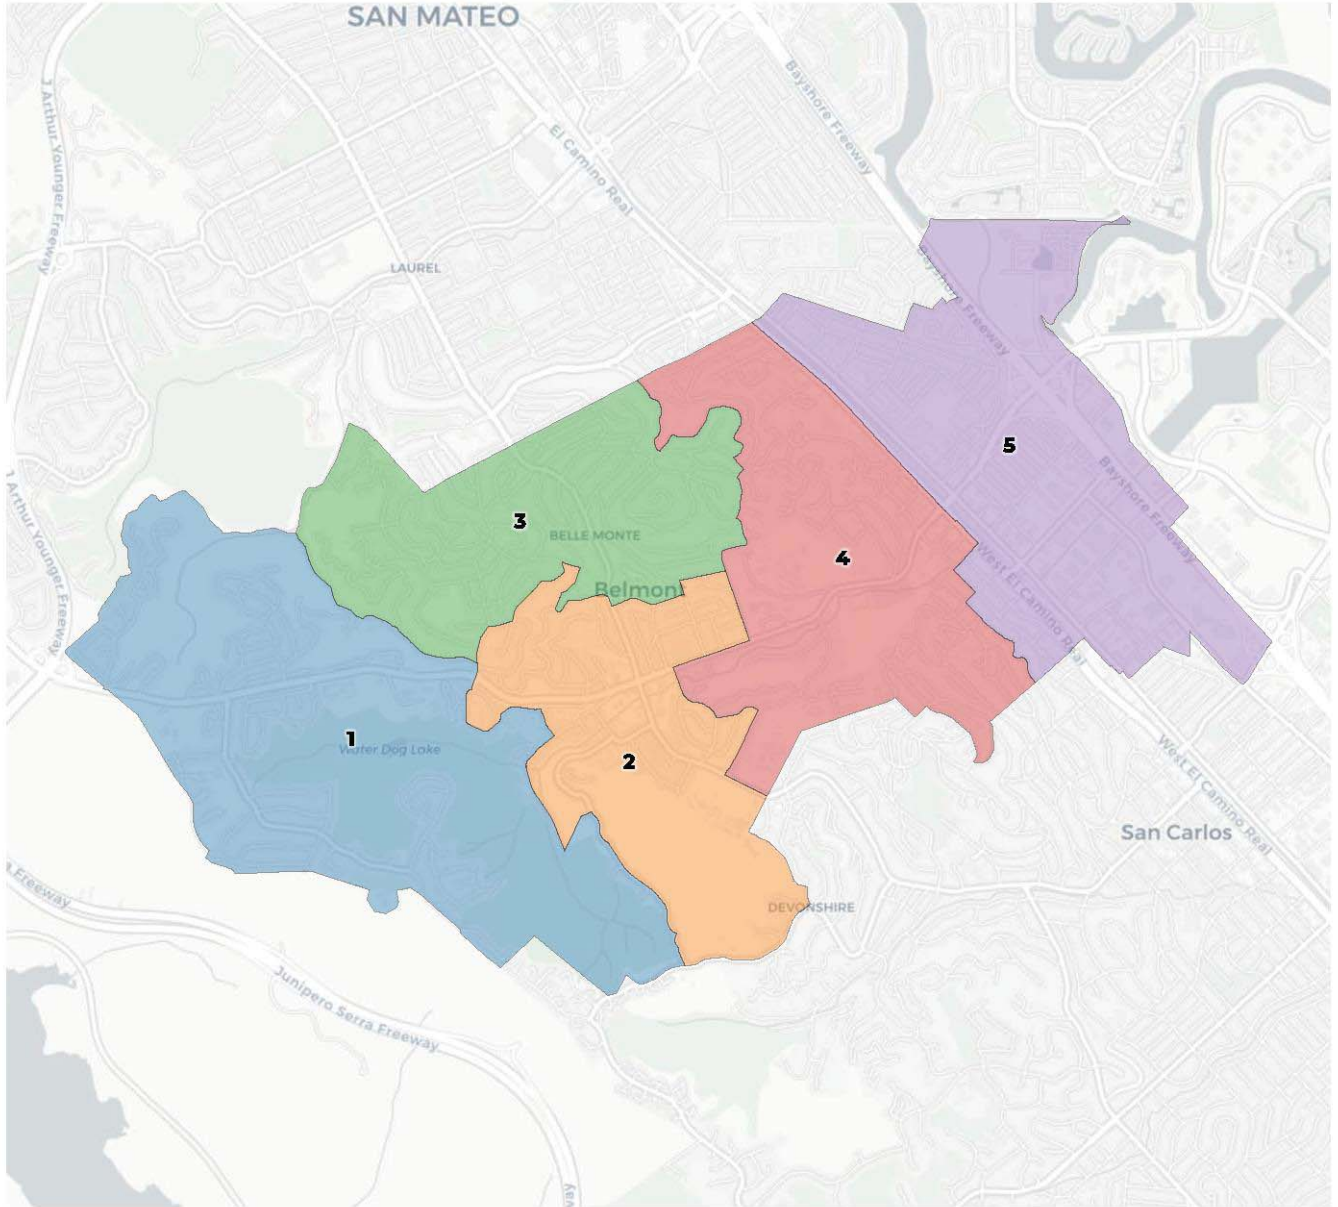 SAN MATEO
Bayshore Freeway
J Arthur Younger Freeway
El Camino Real
LAUREL
Bayshore Freeway
5
Bayshore Freeway
J Arthur Younger Freeway
3
BELLE MONTE
4
West El Camino Real
Belmont
1
Water Dog Lake
2
West El Camino Real
San Carlos
a Freeway
DEVONSHIRE
Junipero Serra Freeway
way